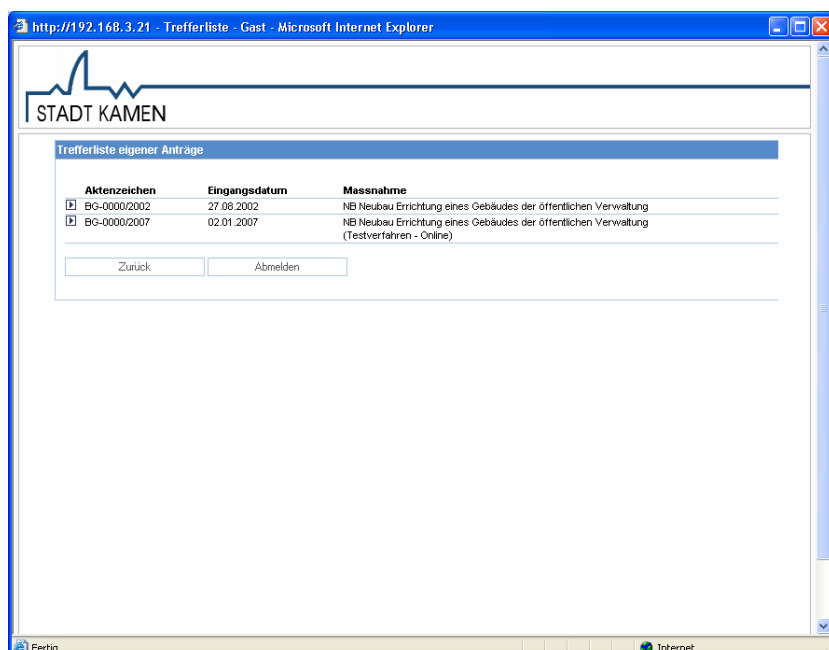 http://192.168.3.21 - Trefferliste - Gast - Microsoft Internet Explorer
STADT KAMEN
Trefferliste eigener Anträge
Aktenzeichen Eingangsdatum Massnahme
BG-0000/2002 27.08.2002 NB Neubau Errichtung eines Gebäudes der öffentlichen Verwaltung
BG-0000/2007 02.01.2007 NB Neubau Errichtung eines Gebäudes der öffentlichen Verwaltung
(Testverfahren - Online)
Zurück Abmelden
Fertig Internet